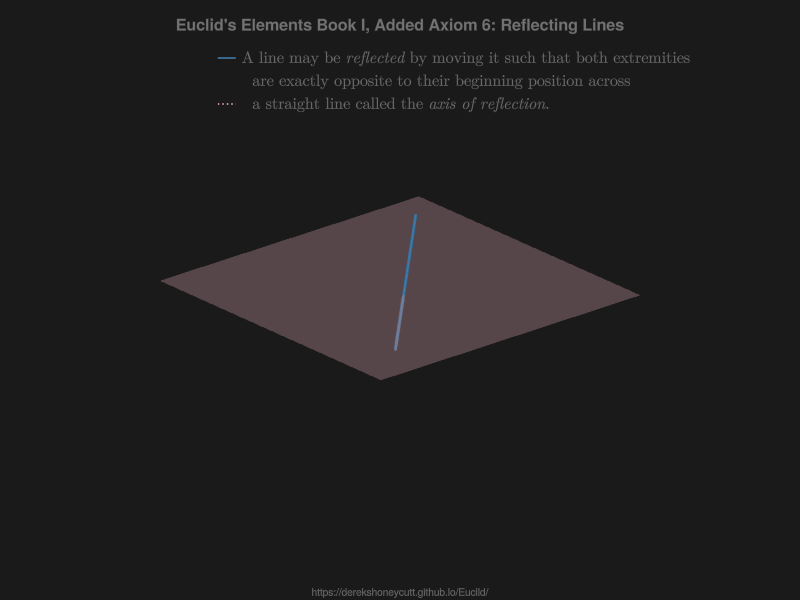 Euclid's Elements Book I, Added Axiom 6: Reflecting Lines
A line may be reflected by moving it such that both extremities
are exactly opposite to their beginning position across
a straight line called the axis of reflection.
https://derekshoneycutt.github.io/Euclid/